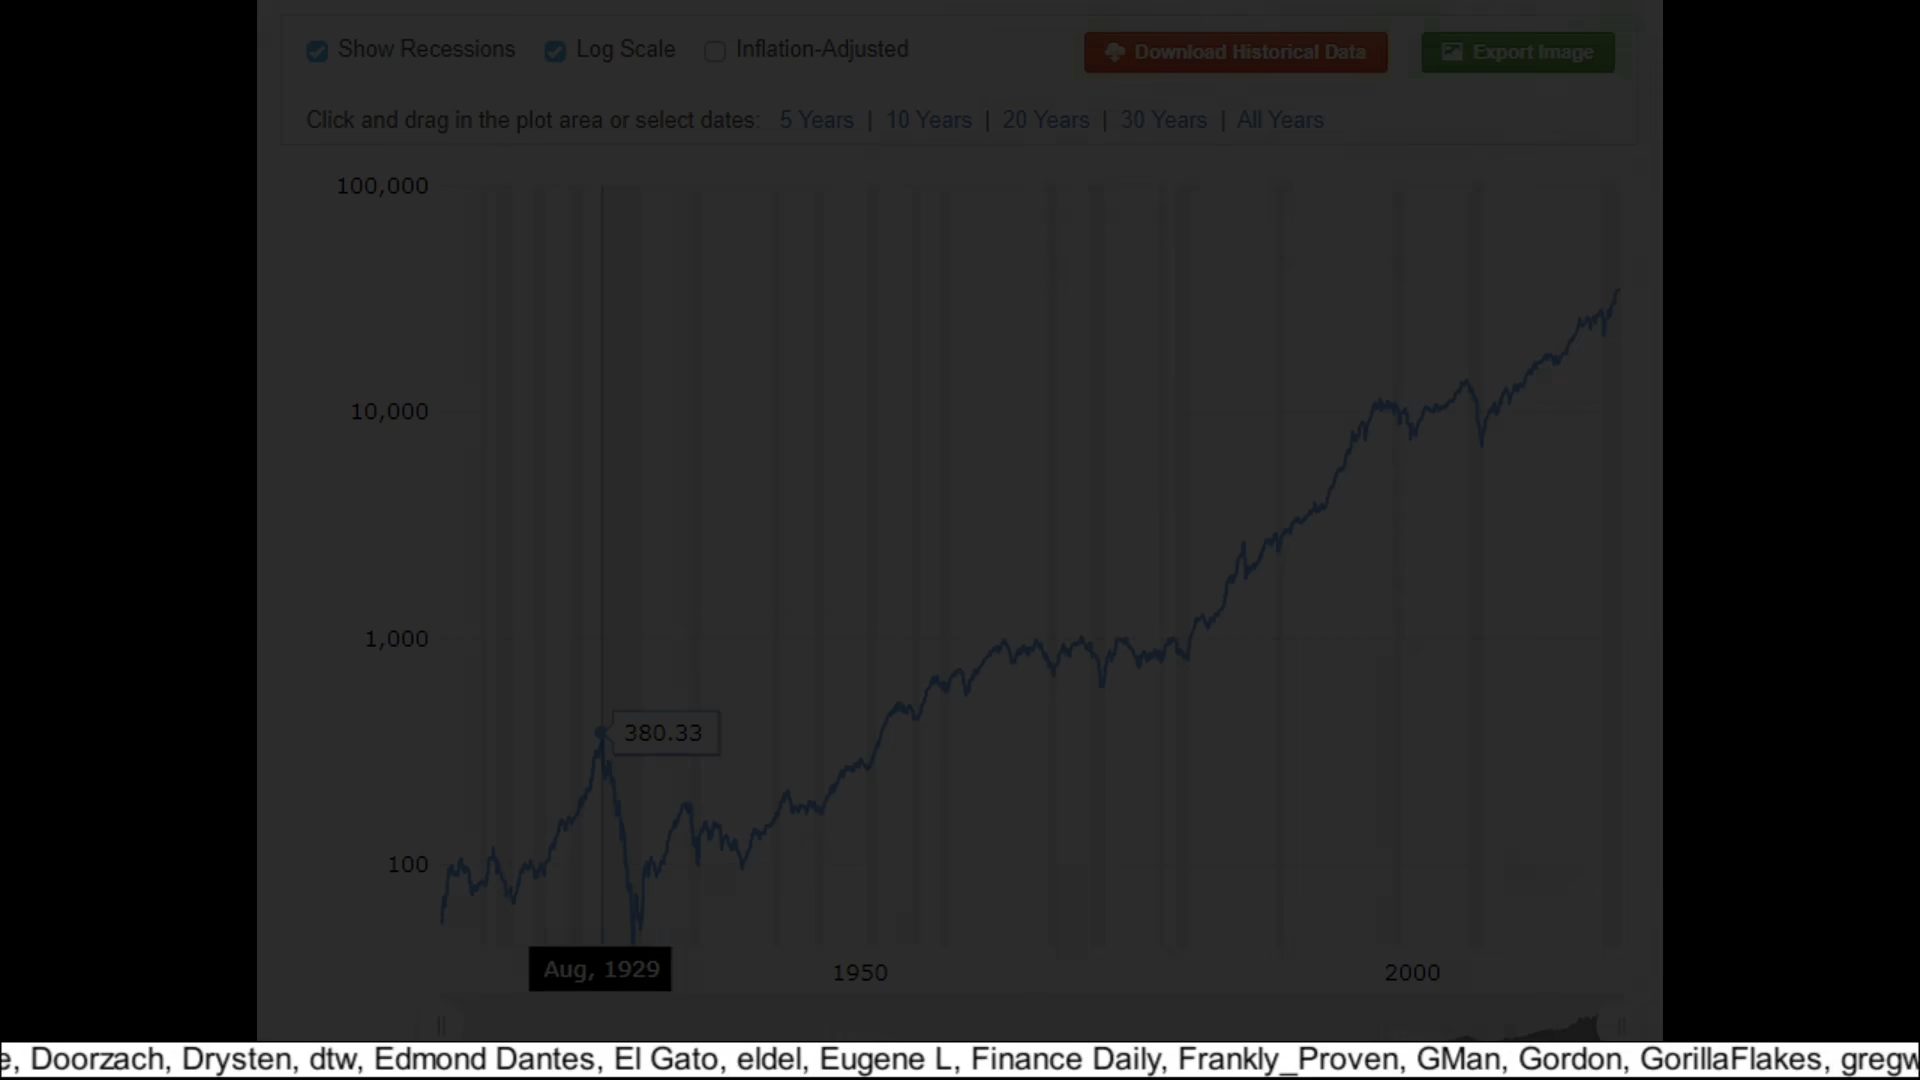 Show Recessions Log Scale Inflation-Adjusted Download Historical Data Export Image
Click and drag in the plot area or select dates: 5 Years | 10 Years | 20 Years | 30 Years | All Years
100,000
10,000
1,000
380.33
100
Aug, 1929 1950 2000
e, Doorzach, Drysten, dtw, Edmond Dantes, El Gato, eldel, Eugene L, Finance Daily, Frankly_Proven, GMan, Gordon, GorillaFlakes, gregw